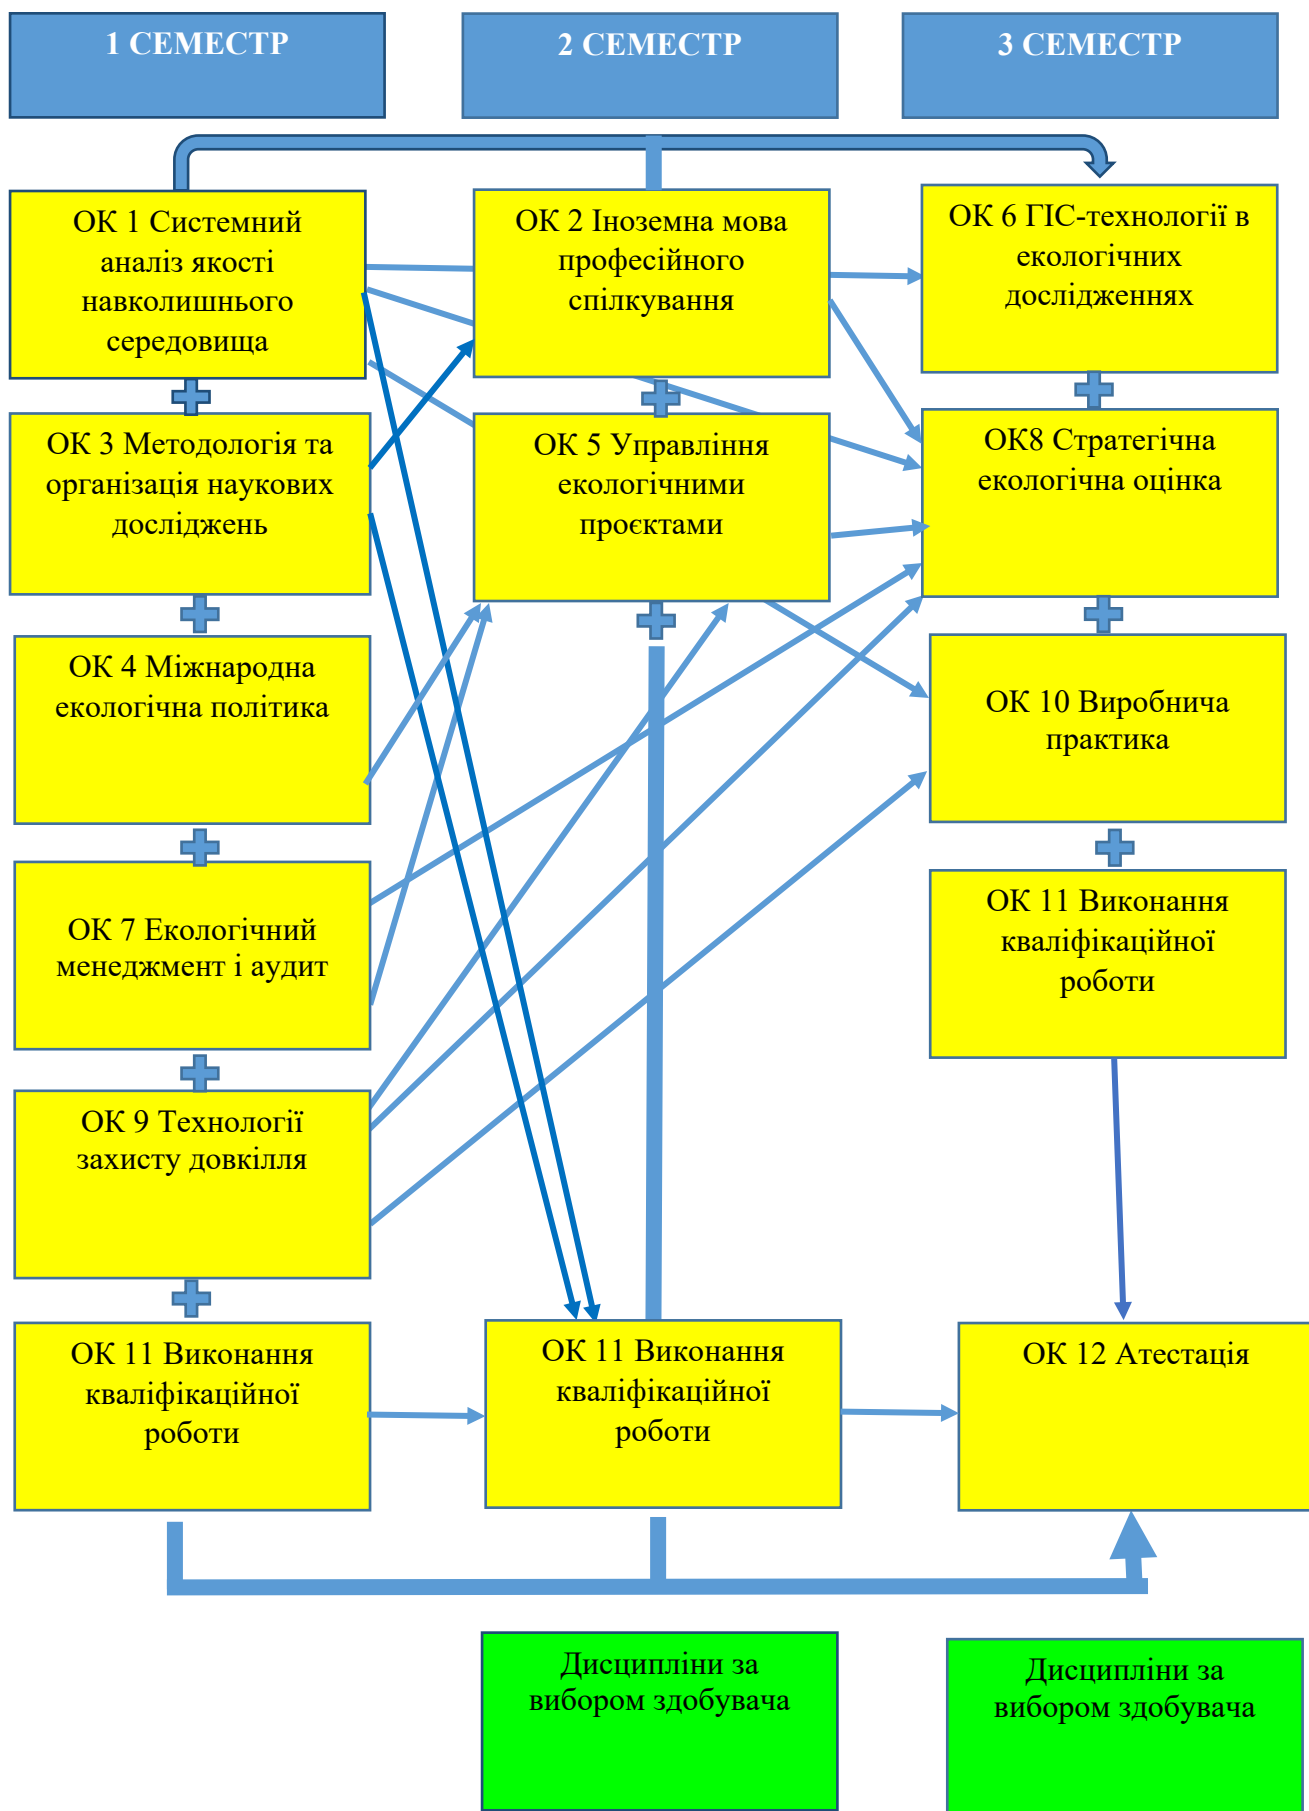 1 СЕМЕСТР
2 СЕМЕСТР
3 СЕМЕСТР
ОК 1 Системний
аналіз якості
навколишнього
середовища
ОК 2 Іноземна мова
професійного
спілкування
ОК 6 ГІС-технології в
екологічних
дослідженнях
ОК 3 Методологія та
організація наукових
досліджень
ОК 5 Управління
екологічними
проєктами
ОК8 Стратегічна
екологічна оцінка
ОК 4 Міжнародна
екологічна політика
ОК 10 Виробнича
практика
ОК 7 Екологічний
менеджмент і аудит
ОК 11 Виконання
кваліфікаційної
роботи
ОК 9 Технології
захисту довкілля
ОК 11 Виконання
кваліфікаційної
роботи
ОК 11 Виконання
кваліфікаційної
роботи
ОК 12 Атестація
Дисципліни за
вибором здобувача
Дисципліни за
вибором здобувача